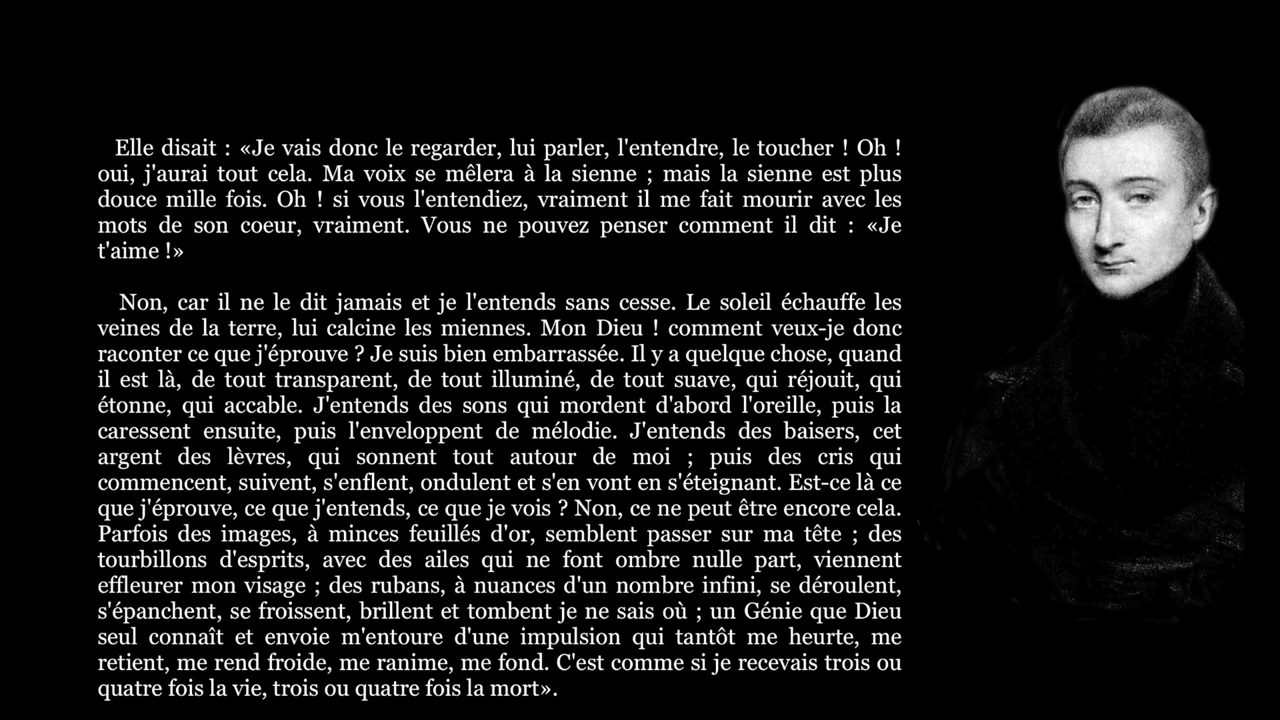 Elle disait : «Je vais donc le regarder, lui parler, l'entendre, le toucher ! Oh !
oui, j'aurai tout cela. Ma voix se mêlera à la sienne ; mais la sienne est plus
douce mille fois. Oh ! si vous l'entendiez, vraiment il me fait mourir avec les
mots de son coeur, vraiment. Vous ne pouvez penser comment il dit : «Je
t'aime !»
Non, car il ne le dit jamais et je l'entends sans cesse. Le soleil échauffe les
veines de la terre, lui calcine les miennes. Mon Dieu ! comment veux-je donc
raconter ce que j'éprouve ? Je suis bien embarrassée. Il y a quelque chose, quand
il est là, de tout transparent, de tout illuminé, de tout suave, qui réjouit, qui
étonne, qui accable. J'entends des sons qui mordent d'abord l'oreille, puis la
caressent ensuite, puis l'enveloppent de mélodie. J'entends des baisers, cet
argent des lèvres, qui sonnent tout autour de moi ; puis des cris qui
commencent, suivent, s'enflent, ondulent et s'en vont en s'éteignant. Est-ce là ce
que j'éprouve, ce que j'entends, ce que je vois ? Non, ce ne peut être encore cela.
Parfois des images, à minces feuillés d'or, semblent passer sur ma tête ; des
tourbillons d'esprits, avec des ailes qui ne font ombre nulle part, viennent
effleurer mon visage ; des rubans, à nuances d'un nombre infini, se déroulent,
s'épanchent, se froissent, brillent et tombent je ne sais où ; un Génie que Dieu
seul connaît et envoie m'entoure d'une impulsion qui tantôt me heurte, me
retient, me rend froide, me ranime, me fond. C'est comme si je recevais trois ou
quatre fois la vie, trois ou quatre fois la mort».